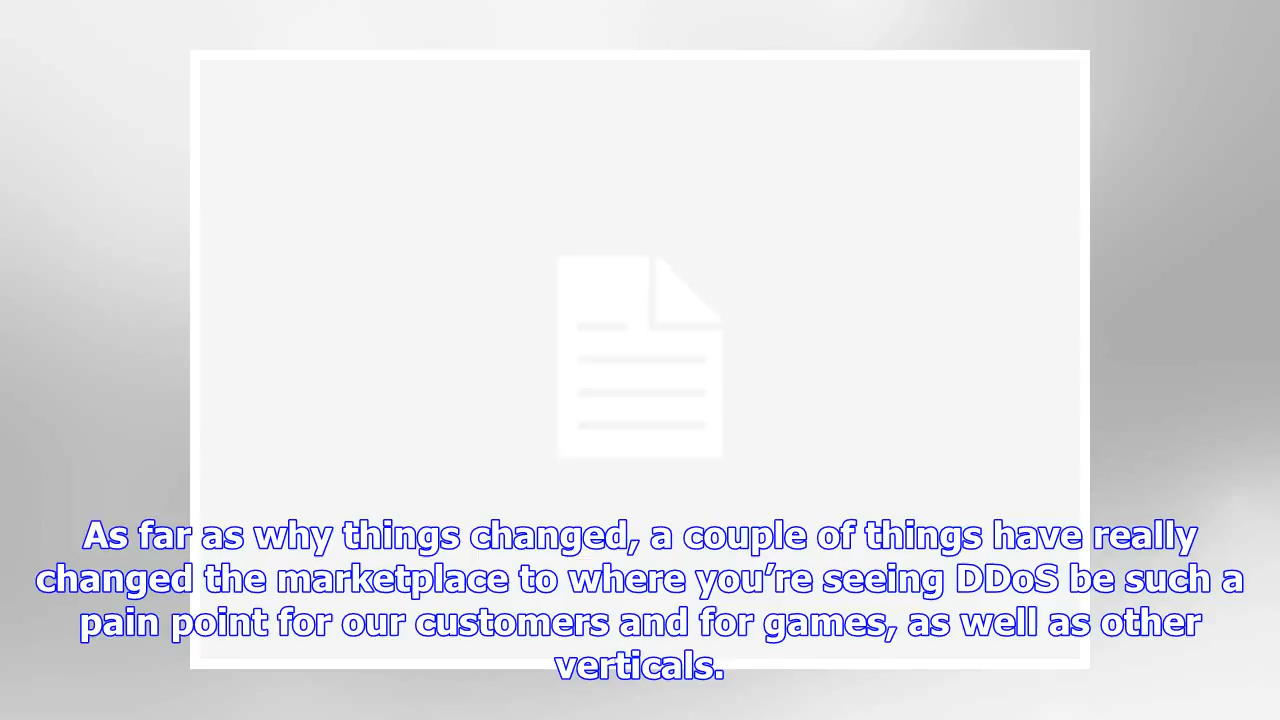 As far as why things changed, a couple of things have really
changed the marketplace to where you’re seeing DDoS be such a
pain point for our customers and for games, as well as other
verticals.